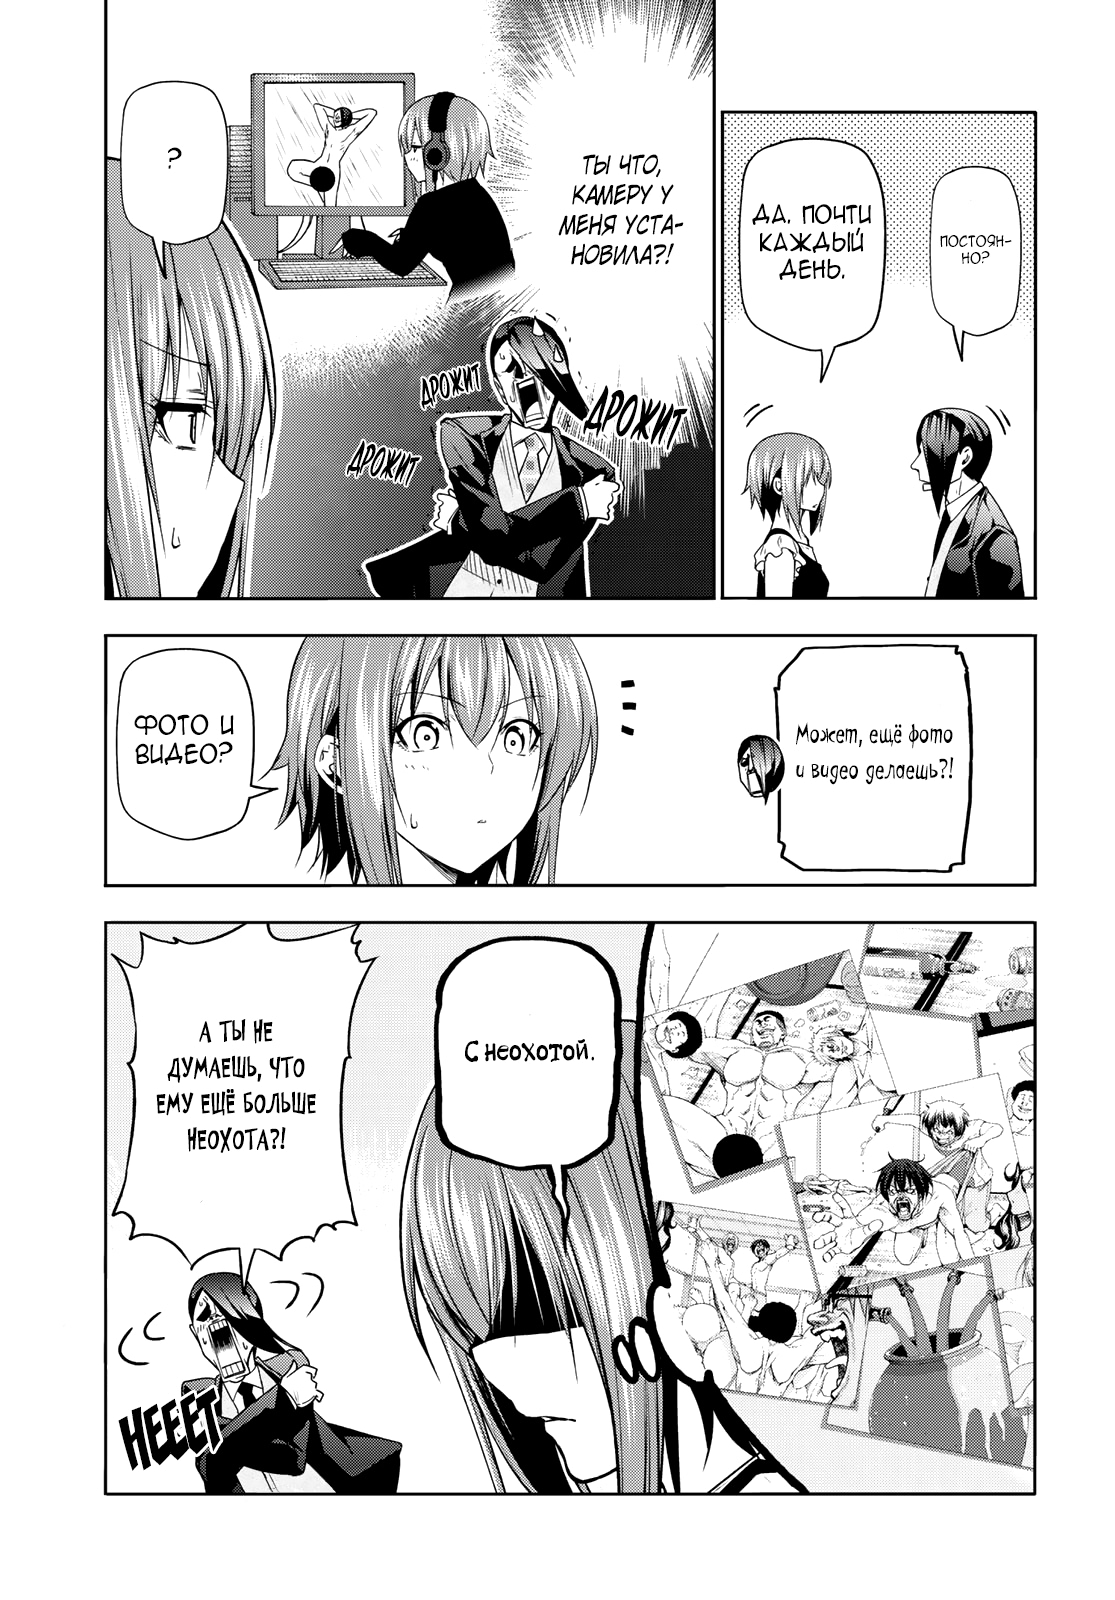 ПОСТОЯН-
НО?
ДА. ПОЧТИ
КАЖДЫЙ
ДЕНЬ.
ТЫ ЧТО,
КАМЕРУ У
МЕНЯ УСТА-
НОВИЛА?!
ДРОЖИТ
ДРОЖИТ
ДРОЖИТ
?
Может, ещё фото
и видео делаешь?!
ФОТО И
ВИДЕО?
С НЕОХОТОЙ.
А ТЫ НЕ
ДУМАЕШЬ, ЧТО
ЕМУ ЕЩЁ БОЛЬШЕ
НЕОХОТА?!
НЕЕЕТ